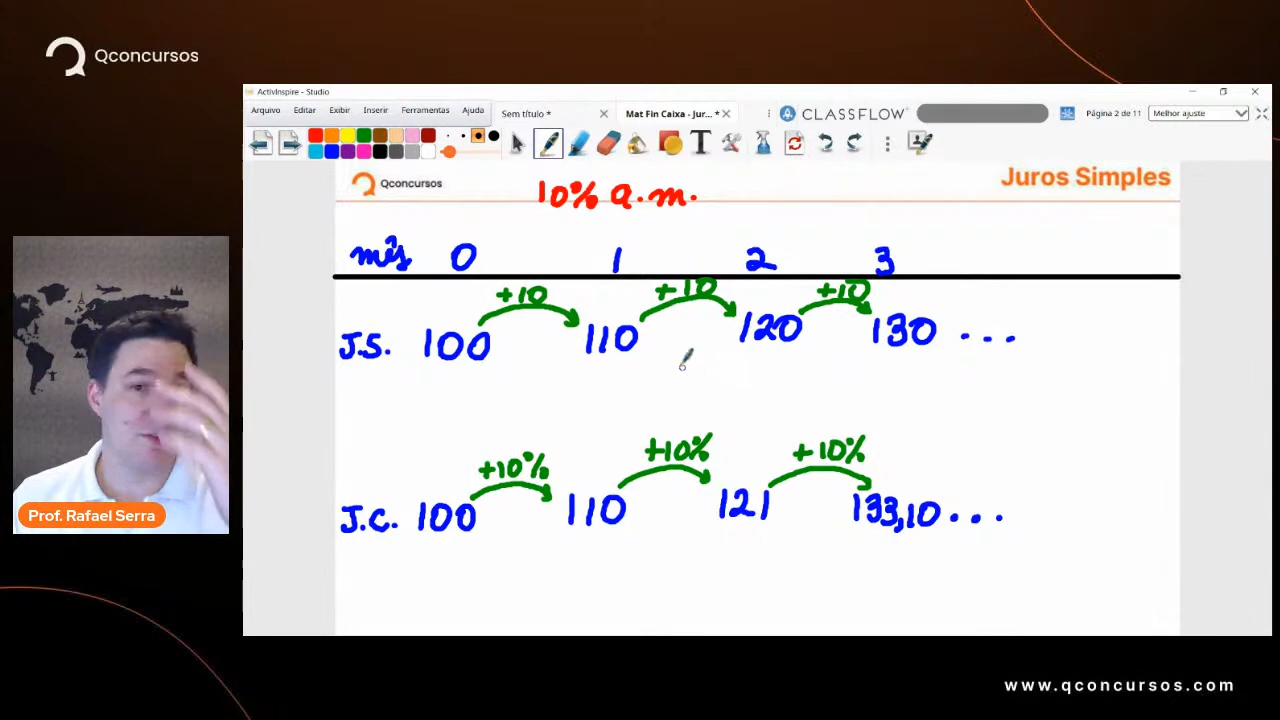 Qconcursos
ActivInspire - Studio
Arquivo Editar Exibir Inserir Ferramentas Ajuda
Sem título *
Mat Fin Caixa - Jur... *
CLASSFLOW
Página 2 de 11
Melhor ajuste
Qconcursos
10% a.m.
Juros Simples
mês 0 1 2 3
+10 +10 +10
J.S. 100 110 120 130 ...
+10% +10% +10%
J.C. 100 110 121 133,10 ...
Prof. Rafael Serra
www.qconcursos.com